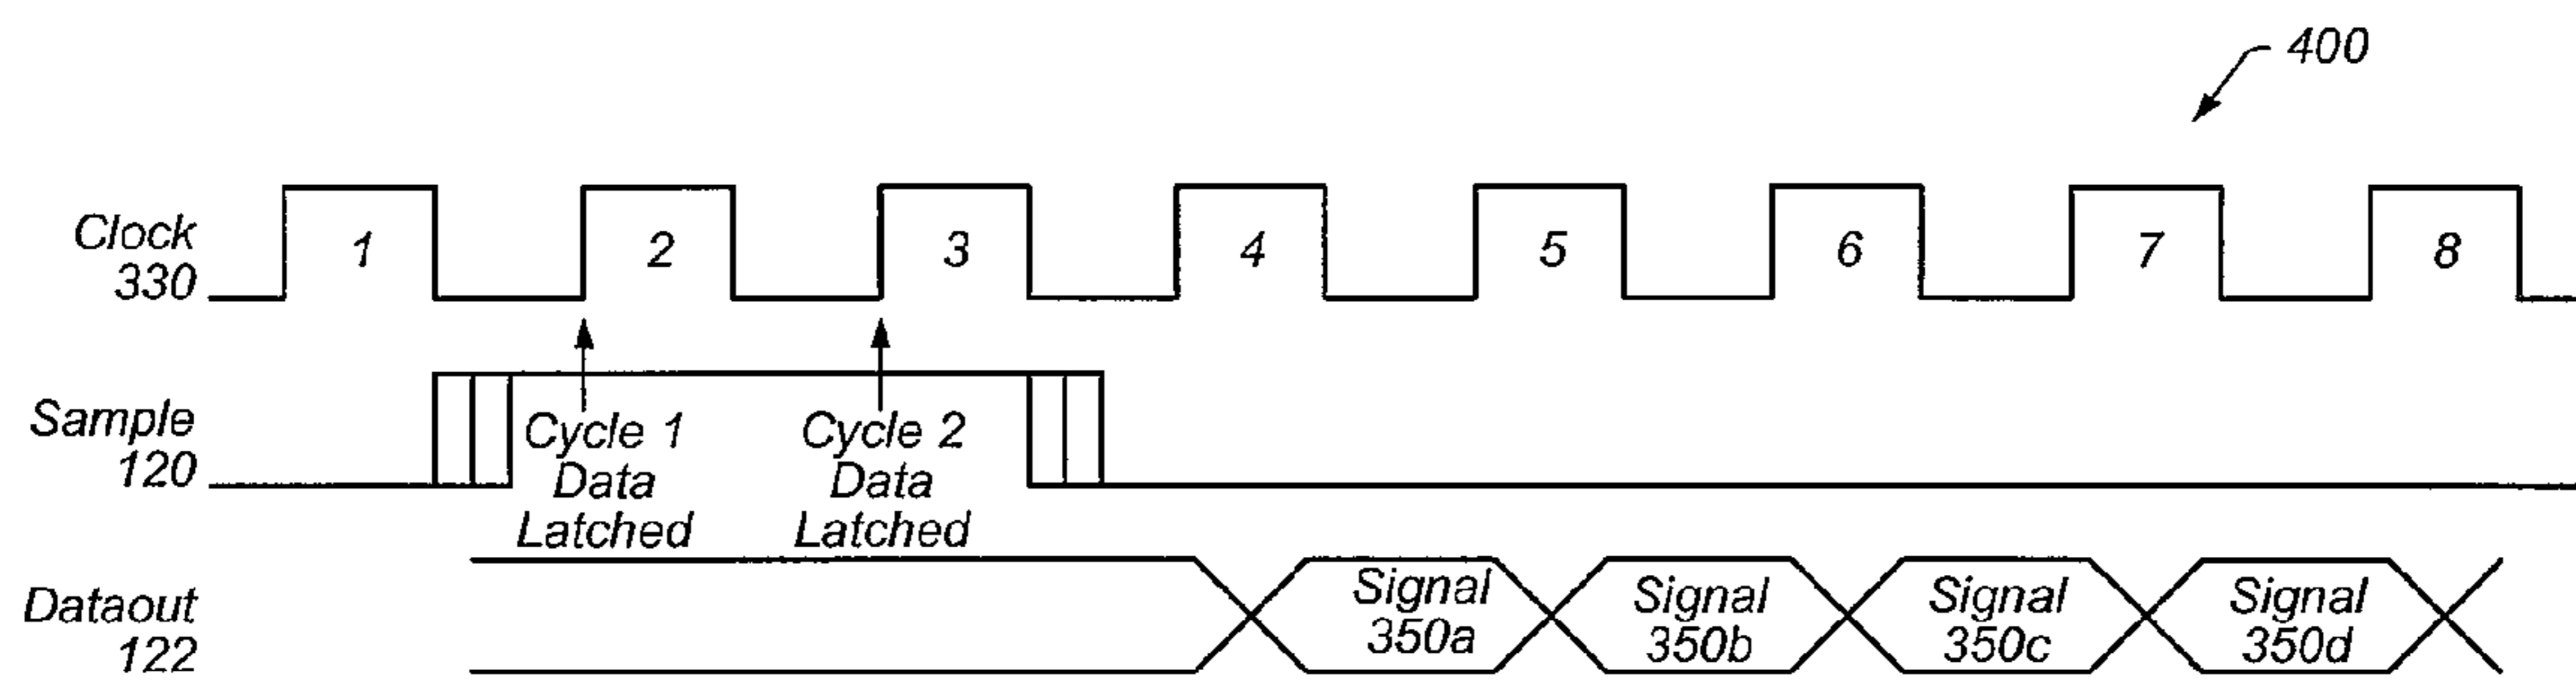 400
Clock
330
1 2 3 4 5 6 7 8
Sample
120
Cycle 1
Data
Latched
Cycle 2
Data
Latched
Dataout
122
Signal
350a
Signal
350b
Signal
350c
Signal
350d